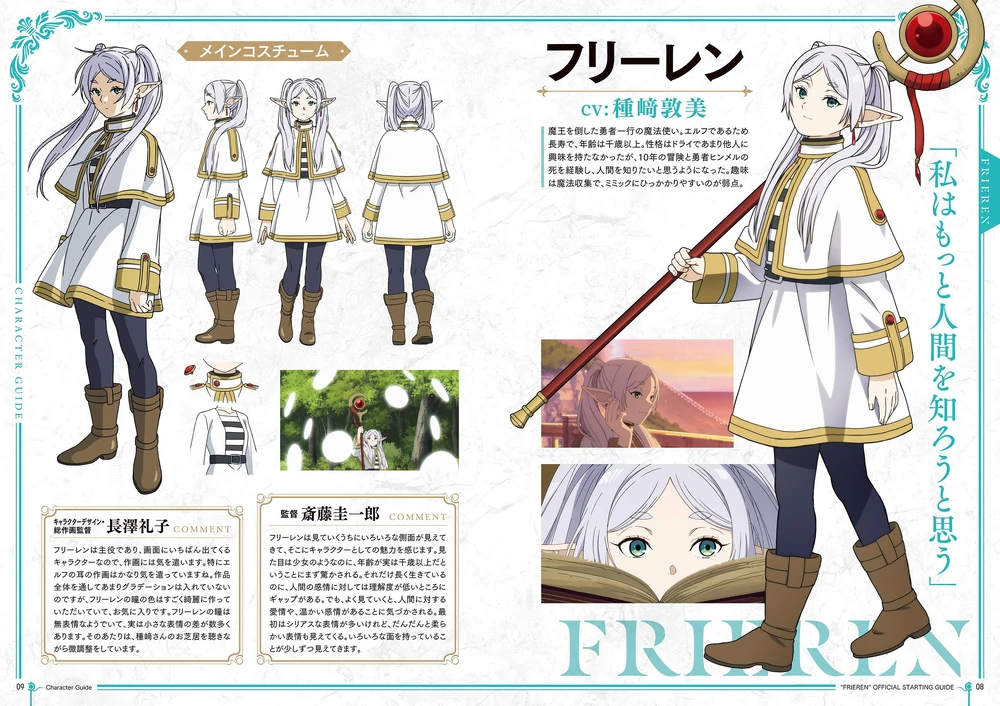 フリーレン
cv:種﨑敦美
魔王を倒した勇者一行の魔法使い。エルフであるため
長寿で、年齢は千歳以上。性格はドライであまり他人に
興味を持たなかったが、10年の冒険と勇者ヒンメルの
死を経験し、人間を知りたいと思うようになった。趣味
は魔法収集で、ミミックにひっかかりやすいのが弱点。
「私はもっと人間を知ろうと思う」
FRIEREN
FRIEREN
"FRIEREN" OFFICIAL STARTING GUIDE
08
メインコスチューム
CHARACTER GUIDE
キャラクターデザイン・
総作画監督 長澤礼子 COMMENT
フリーレンは主役であり、画面にいちばん出てくる
キャラクターなので、作画には気を遣います。特にエ
ルフの耳の作画はかなり気を遣っていますね。作品
全体を通してあまりグラデーションは入れていない
のですが、フリーレンの瞳の色はすごく綺麗に作っ
ていただいていて、お気に入りです。フリーレンの瞳は
無表情なようでいて、実は小さな表情の差が数多く
あります。そのあたりは、種﨑さんのお芝居を聴きな
がら微調整をしています。
監督 斎藤圭一郎 COMMENT
フリーレンは見ていくうちにいろいろな側面が見えて
きて、そこにキャラクターとしての魅力を感じます。見
た目は少女のようなのに、年齢が実は千歳以上だと
いうことにまず驚かされる。それだけ長く生きている
のに、人間の感情に対しては理解度が低いところに
ギャップがある。でも、よく見ていくと、人間に対する
愛情や、温かい感情があることに気づかされる。最
初はシリアスな表情が多いけれど、だんだんと柔ら
かい表情も見えてくる。いろいろな面を持っているこ
とが少しずつ見えてきます。
09
Character Guide